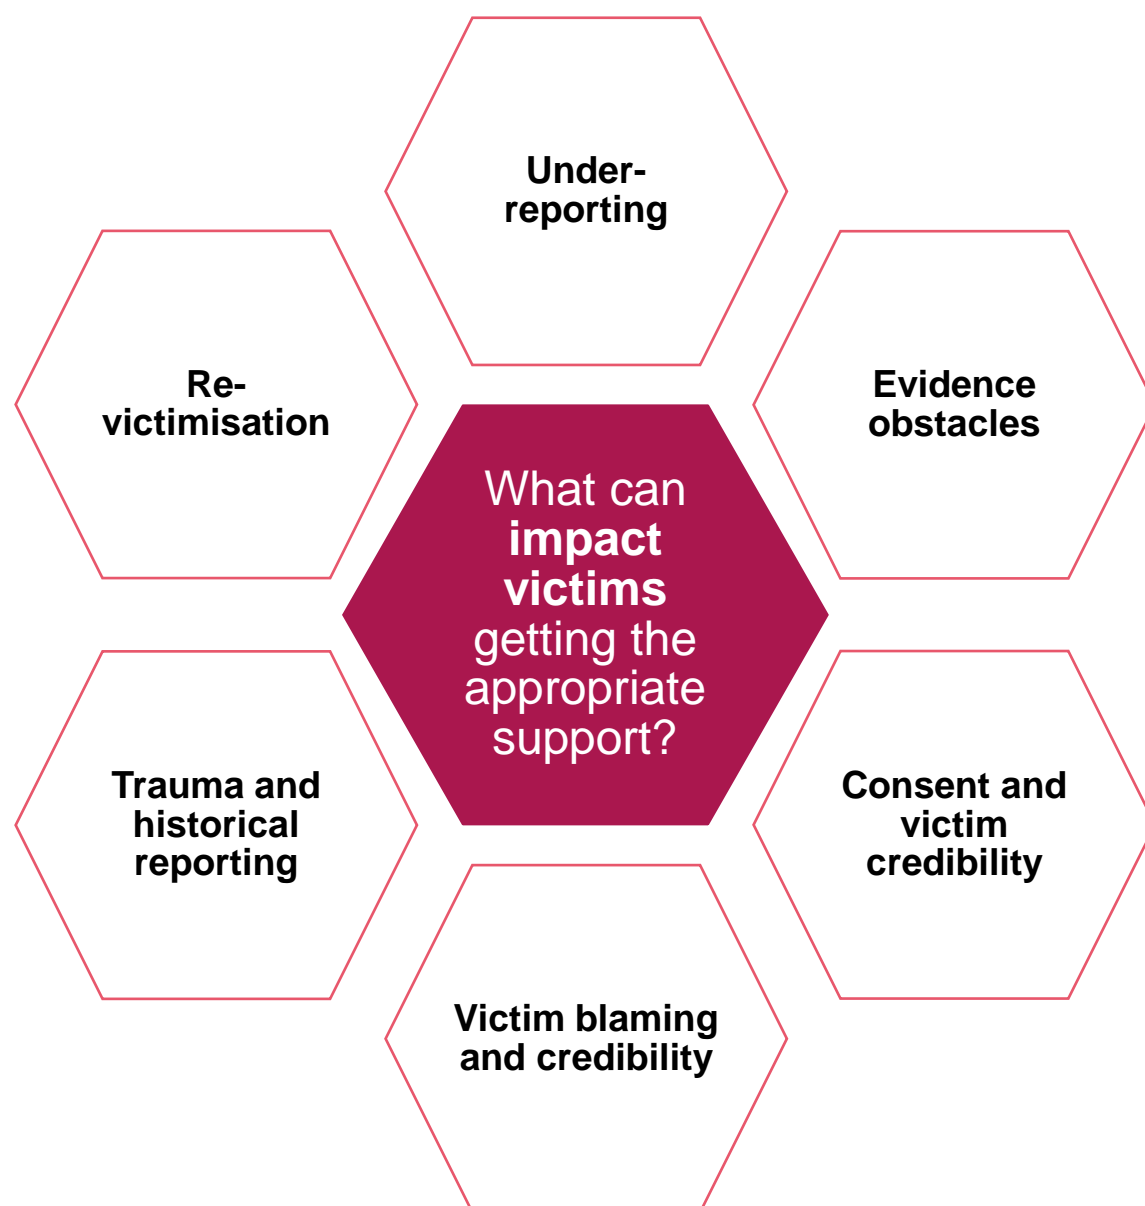 Under-
reporting
Re-
victimisation
Evidence
obstacles
What can
impact
victims
getting the
appropriate
support?
Trauma and
historical
reporting
Consent and
victim
credibility
Victim blaming
and credibility